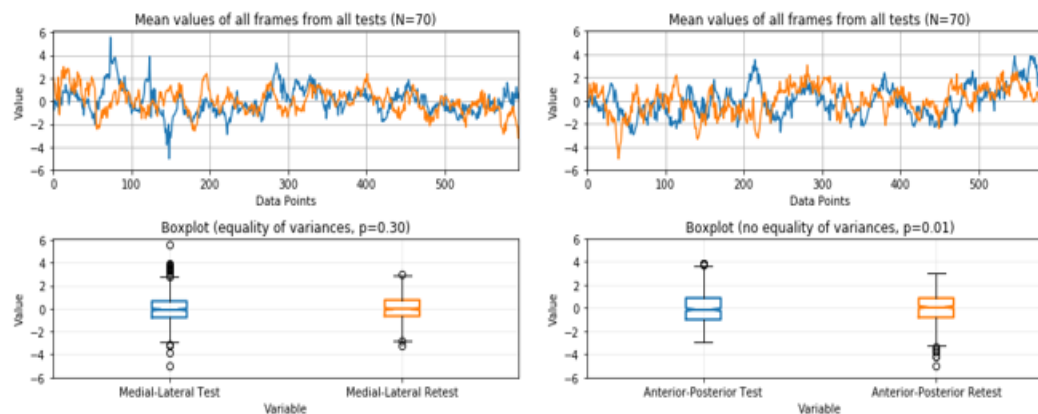 Mean values of all frames from all tests (N=70)
6
4
2
0
−2
−4
−6
Value
0 100 200 300 400 500
Data Points
Mean values of all frames from all tests (N=70)
6
4
2
0
−2
−4
−6
Value
0 100 200 300 400 500
Data Points
Boxplot (equality of variances, p=0.30)
6
4
2
0
−2
−4
−6
Value
Medial-Lateral Test Medial-Lateral Retest
Variable
Boxplot (no equality of variances, p=0.01)
6
4
2
0
−2
−4
−6
Value
Anterior-Posterior Test Anterior-Posterior Retest
Variable